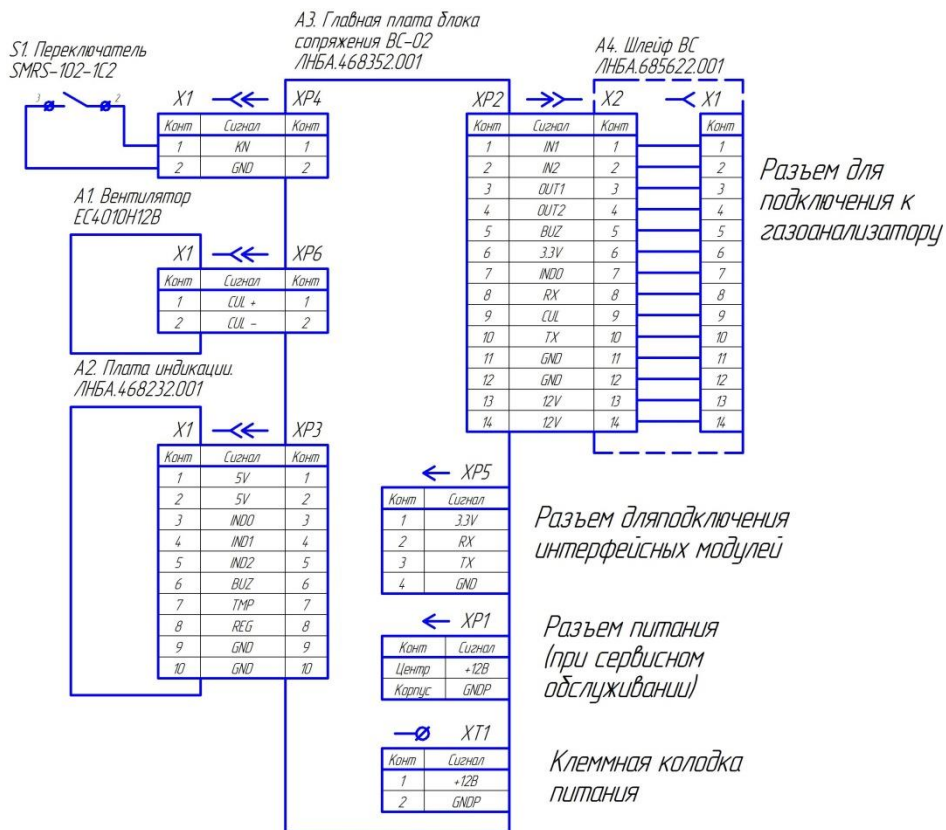 А3. Главная плата блока
сопряжения ВС-02
ЛНБА.468352.001
S1. Переключатель
SMRS-102-1C2
3 2
X1 XP4
Конт Сигнал Конт
1 KN 1
2 GND 2
А1. Вентилятор
EC4010H12B
X1 XP6
Конт Сигнал Конт
1 CUL + 1
2 CUL - 2
А2. Плата индикации.
ЛНБА.468232.001
X1 XP3
Конт Сигнал Конт
1 5V 1
2 5V 2
3 IND0 3
4 IND1 4
5 IND2 5
6 BUZ 6
7 TMP 7
8 REG 8
9 GND 9
10 GND 10
А4. Шлейф ВС
ЛНБА.685622.001
XP2 X2 X1
Конт Сигнал Конт Конт
1 IN1 1 1
2 IN2 2 2
3 OUT1 3 3
4 OUT2 4 4
5 BUZ 5 5
6 3.3V 6 6
7 IND0 7 7
8 RX 8 8
9 CUL 9 9
10 TX 10 10
11 GND 11 11
12 GND 12 12
13 12V 13 13
14 12V 14 14
Разъем для
подключения к
газоанализатору
XP5
Конт Сигнал
1 3.3V
2 RX
3 TX
4 GND
Разъем дляподключения
интерфейсных модулей
XP1
Конт Сигнал
Центр +12В
Корпус GNDP
Разъем питания
(при сервисном
обслуживании)
XT1
Конт Сигнал
1 +12В
2 GNDP
Клеммная колодка
питания